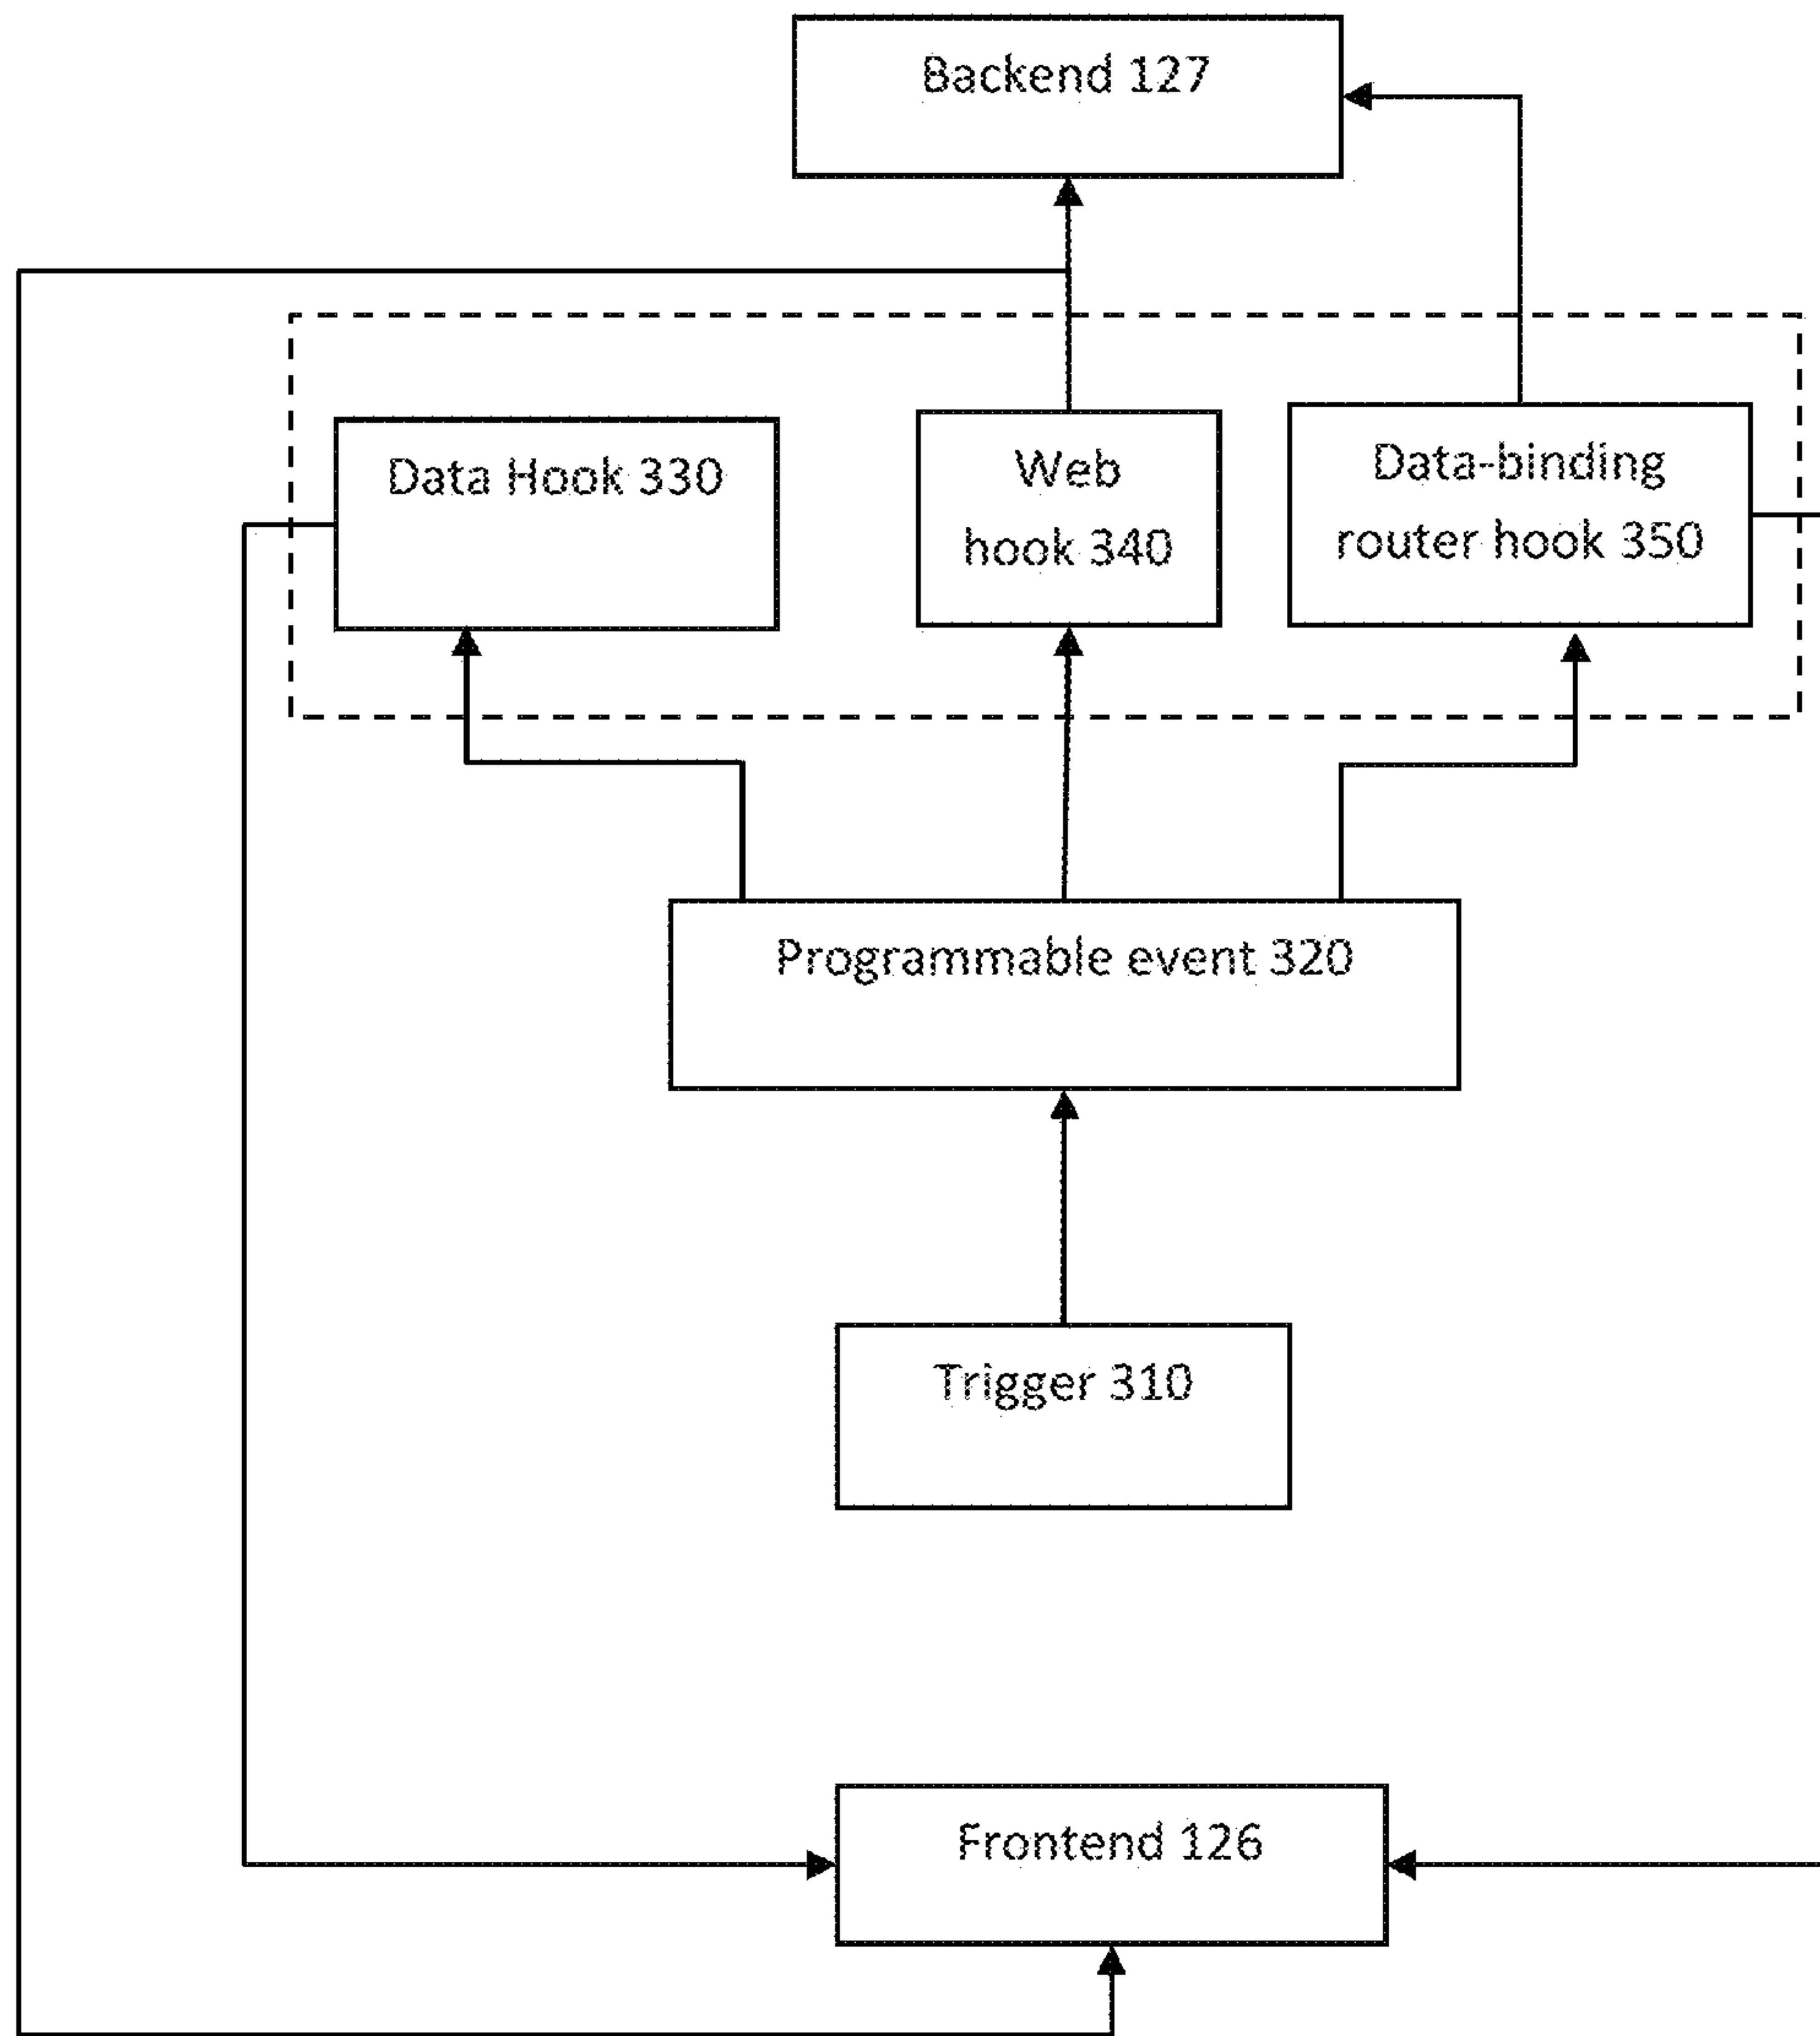 Backend 127
Data Hook 330
Web
hook 340
Data-binding
router hook 350
Programmable event 320
Trigger 310
Frontend 126